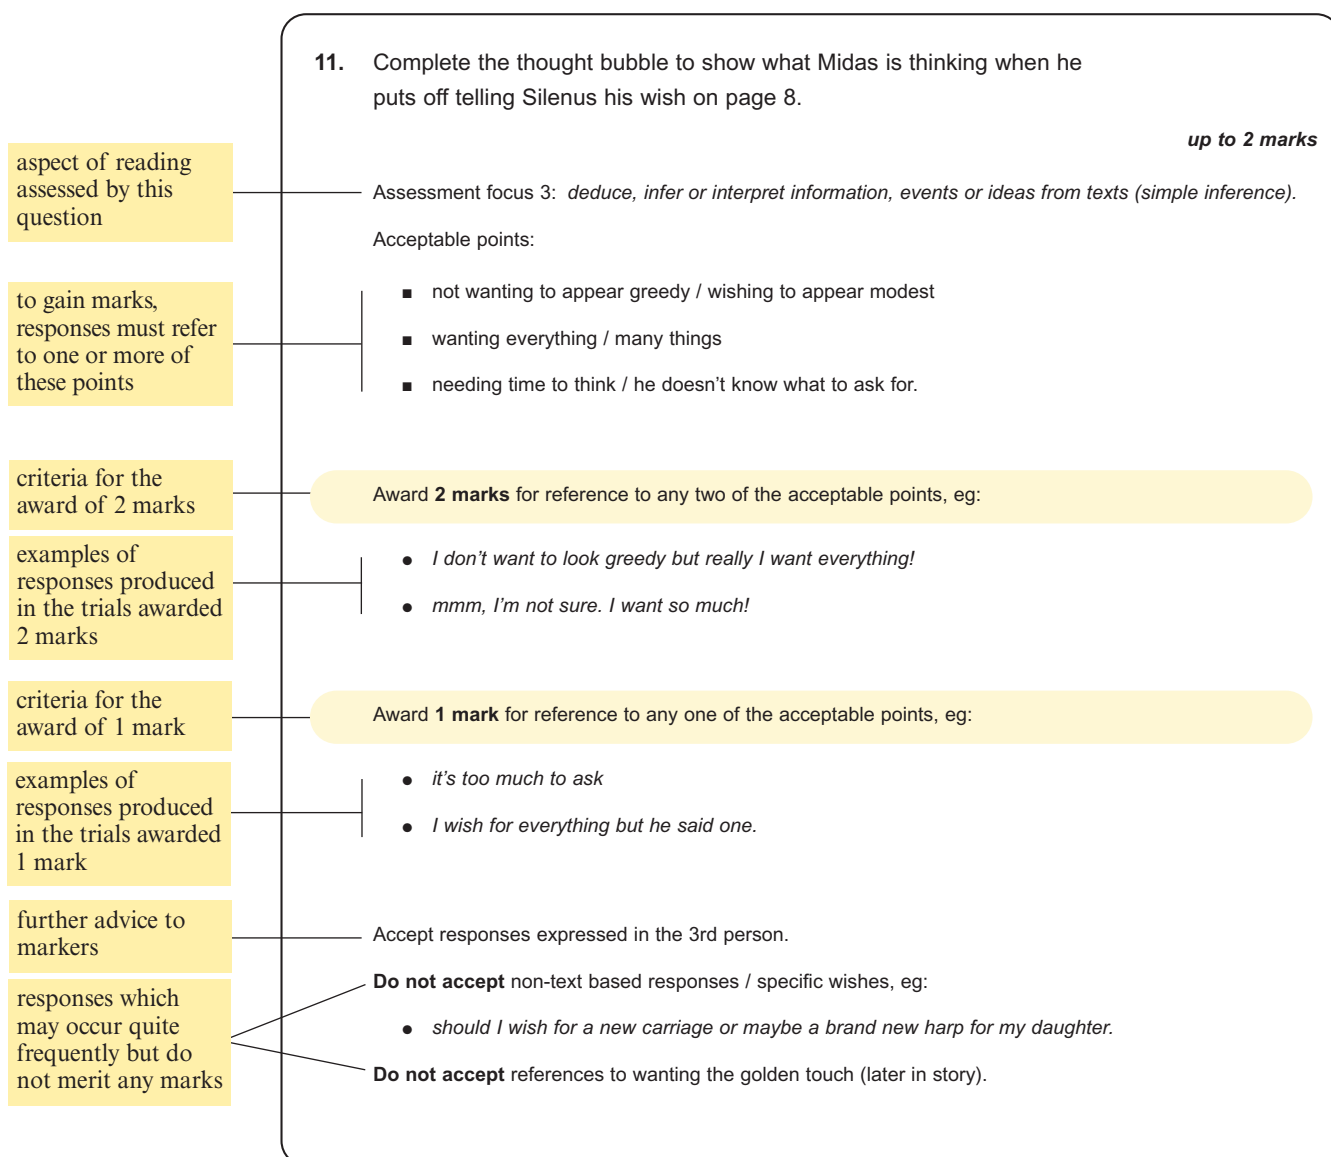 11. Complete the thought bubble to show what Midas is thinking when he
puts off telling Silenus his wish on page 8.
up to 2 marks
aspect of reading
assessed by this
question
Assessment focus 3: deduce, infer or interpret information, events or ideas from texts (simple inference).
Acceptable points:
to gain marks,
responses must refer
to one or more of
these points
■ not wanting to appear greedy / wishing to appear modest
■ wanting everything / many things
■ needing time to think / he doesn't know what to ask for.
criteria for the
award of 2 marks
Award 2 marks for reference to any two of the acceptable points, eg:
examples of
responses produced
in the trials awarded
2 marks
● I don't want to look greedy but really I want everything!
● mmm, I'm not sure. I want so much!
criteria for the
award of 1 mark
Award 1 mark for reference to any one of the acceptable points, eg:
examples of
responses produced
in the trials awarded
1 mark
● it's too much to ask
● I wish for everything but he said one.
further advice to
markers
Accept responses expressed in the 3rd person.
responses which
may occur quite
frequently but do
not merit any marks
Do not accept non-text based responses / specific wishes, eg:
● should I wish for a new carriage or maybe a brand new harp for my daughter.
Do not accept references to wanting the golden touch (later in story).